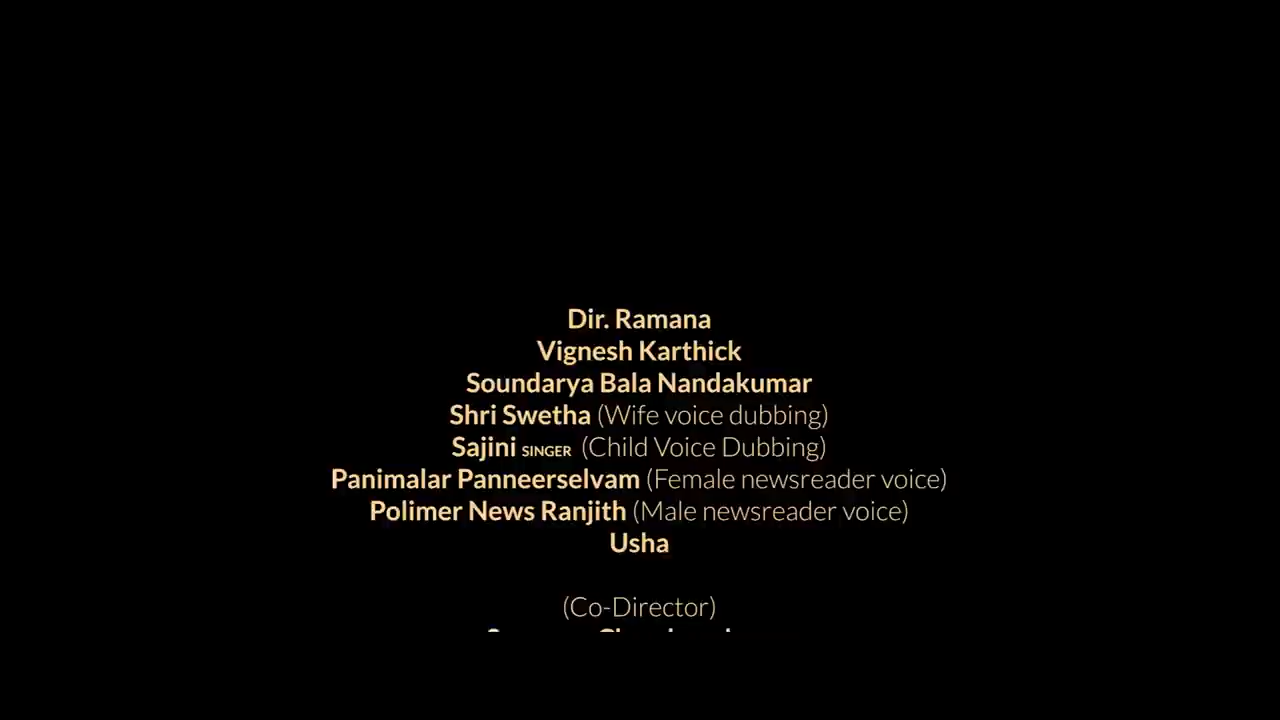 Dir. Ramana
Vignesh Karthick
Soundarya Bala Nandakumar
Shri Swetha (Wife voice dubbing)
Sajini SINGER (Child Voice Dubbing)
Panimalar Panneerselvam (Female newsreader voice)
Polimer News Ranjith (Male newsreader voice)
Usha
(Co-Director)